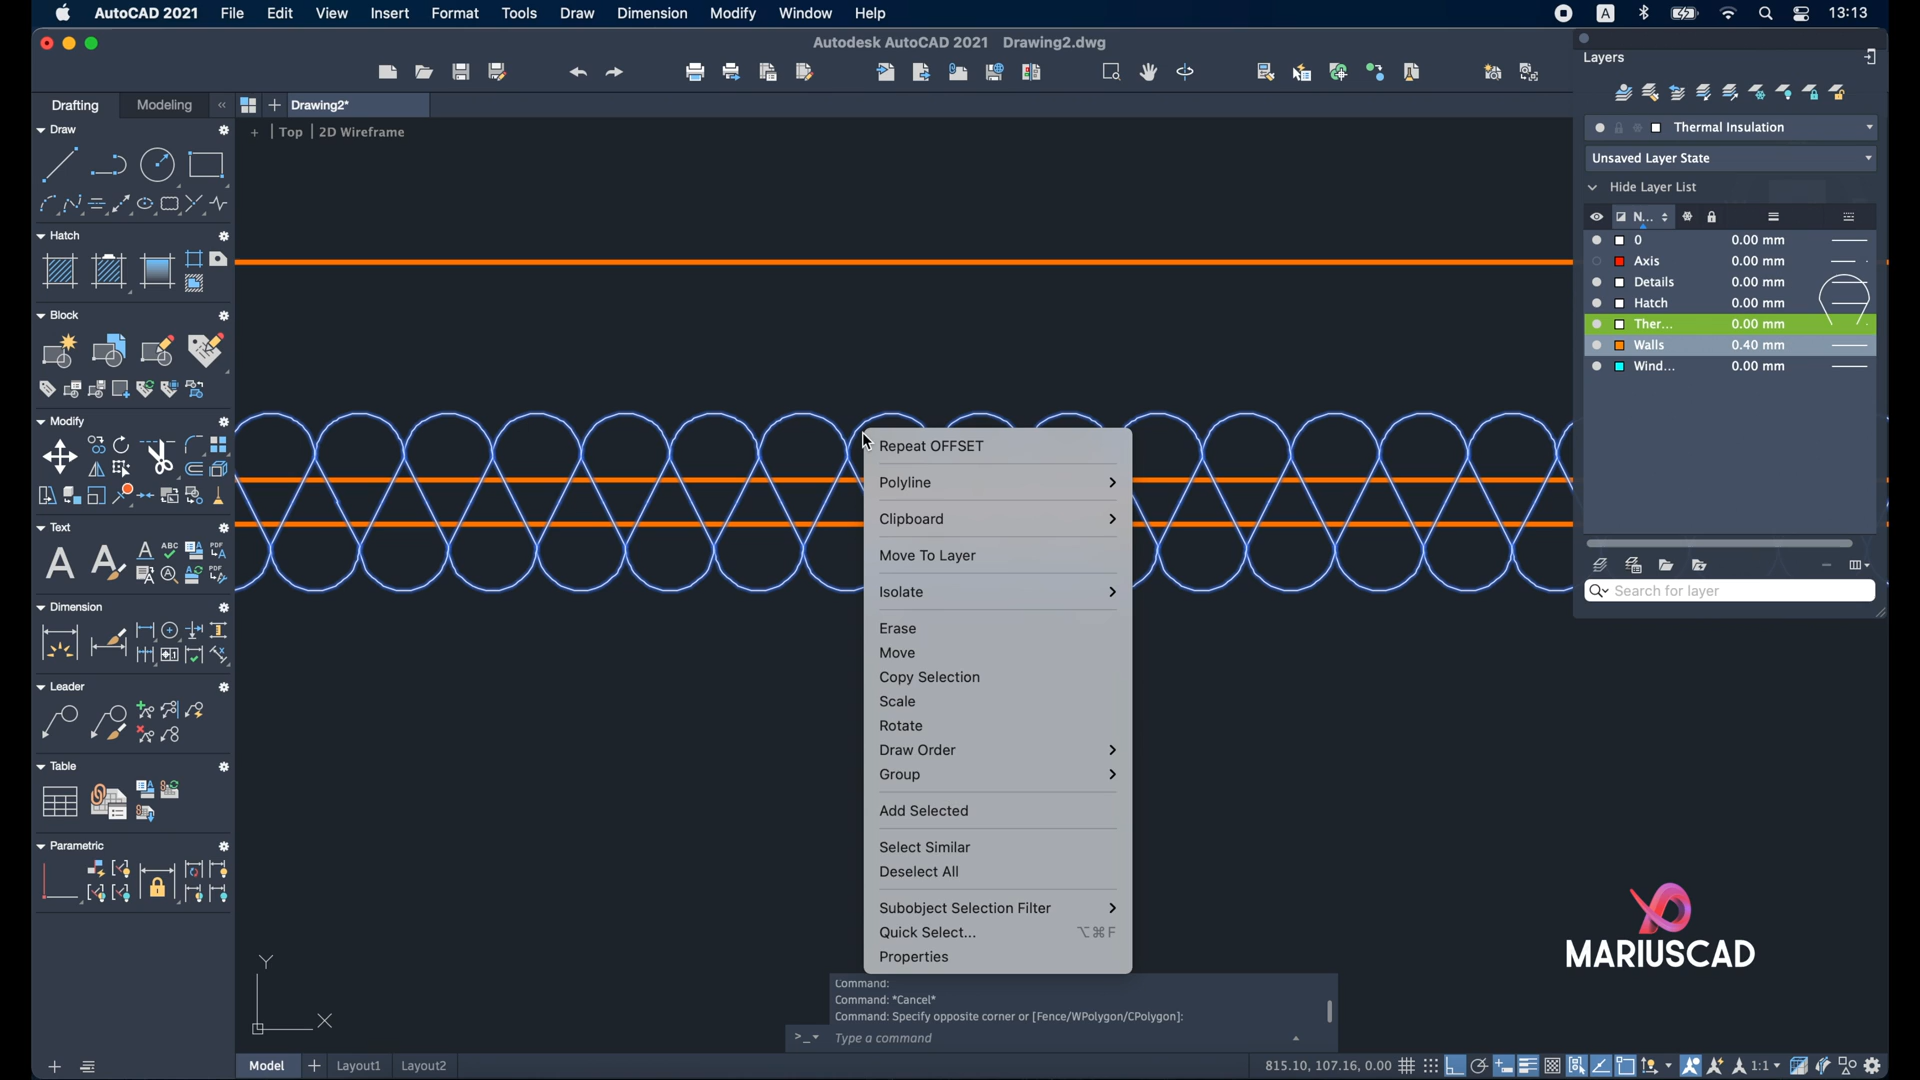 AutoCAD 2021 File Edit View Insert Format Tools Draw Dimension Modify Window Help A 13:13
Autodesk AutoCAD 2021 Drawing2.dwg
Drafting Modeling « Drawing2*
+ | Top | 2D Wireframe
Draw
Hatch
Block
Modify
Text
A A A ABC PDF
PDF
Dimension
Leader
Table
Parametric
Layers
Thermal Insulation
Unsaved Layer State
Hide Layer List
N...
0 0.00 mm
Axis 0.00 mm
Details 0.00 mm
Hatch 0.00 mm
Ther... 0.00 mm
Walls 0.40 mm
Wind... 0.00 mm
Search for layer
Repeat OFFSET
Polyline
Clipboard
Move To Layer
Isolate
Erase
Move
Copy Selection
Scale
Rotate
Draw Order
Group
Add Selected
Select Similar
Deselect All
Subobject Selection Filter
Quick Select... ⌥⌘F
Properties
MARIUSCAD
Y
X
Command:
Command: *Cancel*
Command: Specify opposite corner or [Fence/WPolygon/CPolygon]:
>_ Type a command
Model + Layout1 Layout2 815.10, 107.16, 0.00 1:1